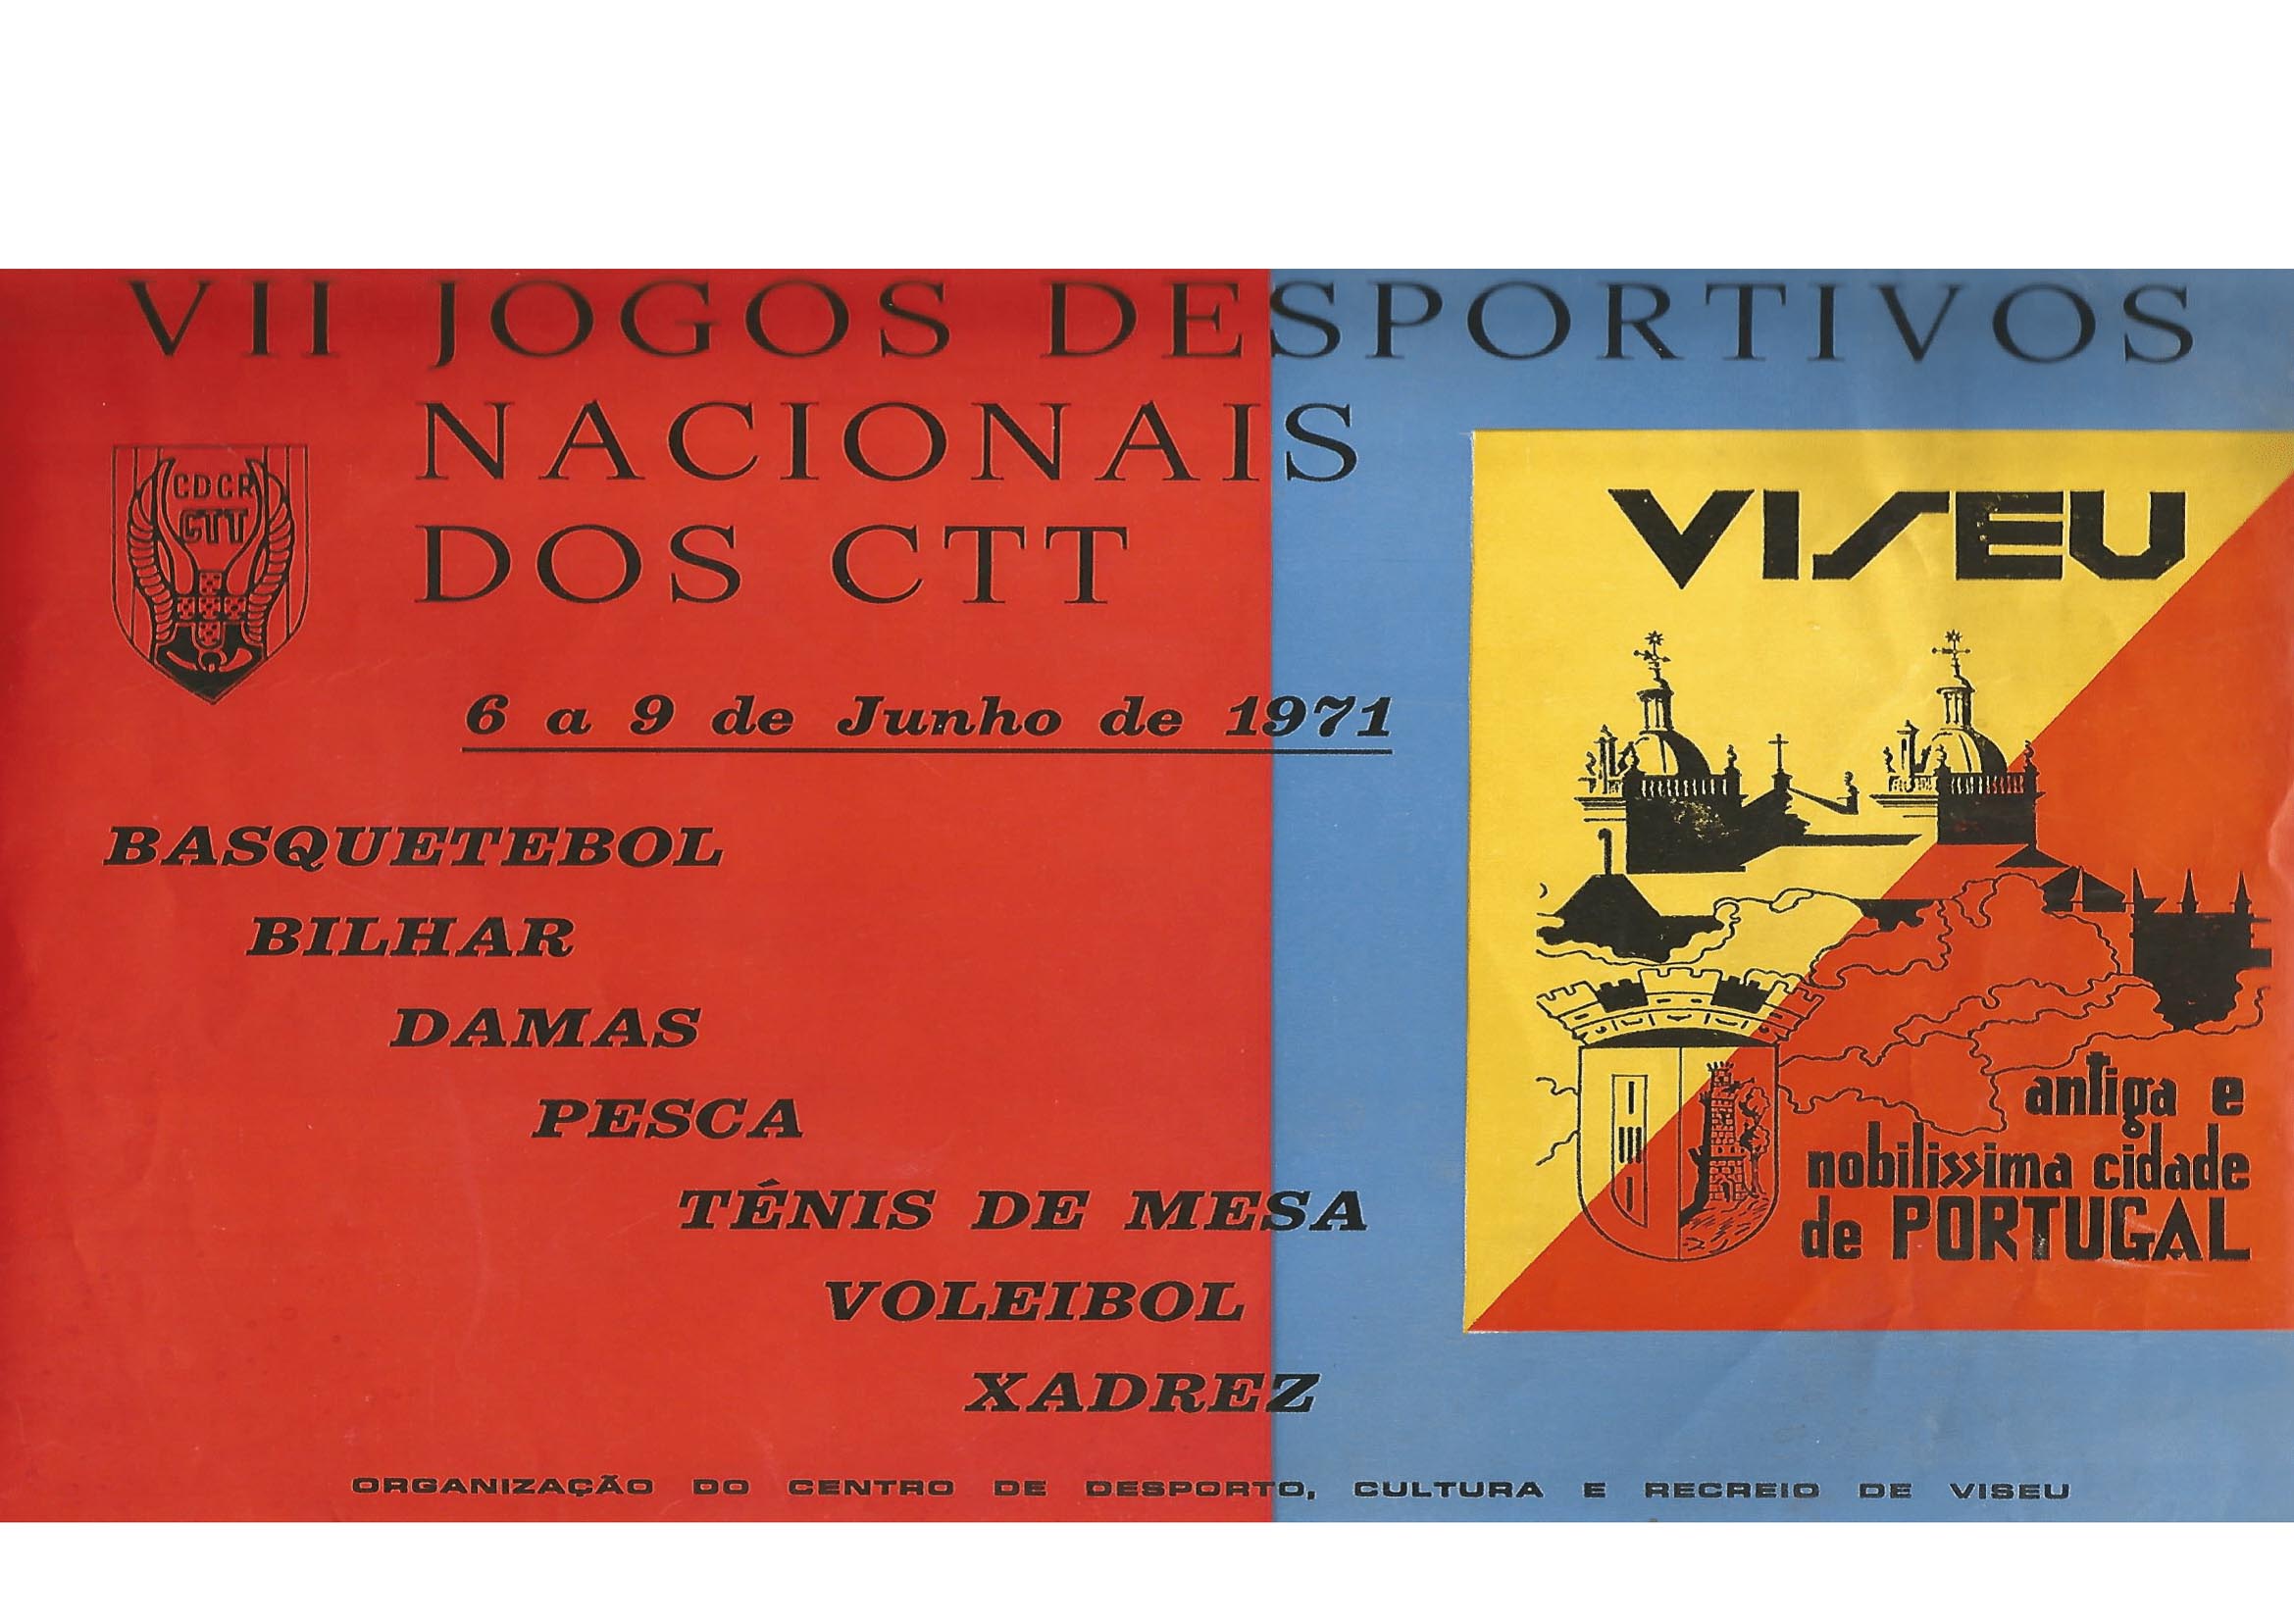 VII JOGOS DESPORTIVOS
NACIONAIS
DOS CTT
CDCR
CTT
6 a 9 de Junho de 1971
BASQUETEBOL
BILHAR
DAMAS
PESCA
TÉNIS DE MESA
VOLEIBOL
XADREZ
VISEU
antiga e
nobilissima cidade
de PORTUGAL
ORGANIZAÇÃO DO CENTRO DE DESPORTO, CULTURA E RECREIO DE VISEU